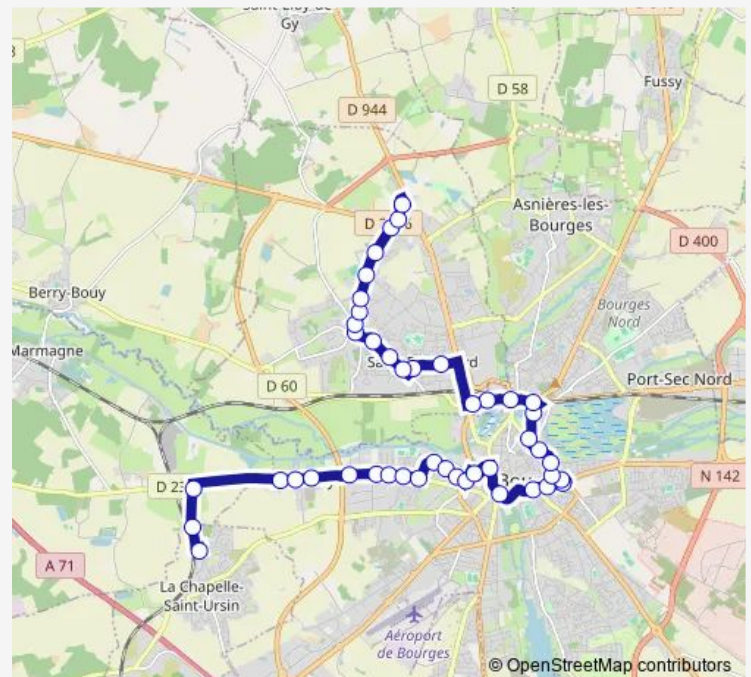 Gy
D 944
D 58
Fussy
Asnières-les-
Bourges
D 400
Berry-Bouy
Bourges
Nord
Marmagne
D 60
Port-Sec Nord
D 23
N 142
A 71
La Chapelle-
Saint-Ursin
Aéroport
de Bourges
© OpenStreetMap contributors